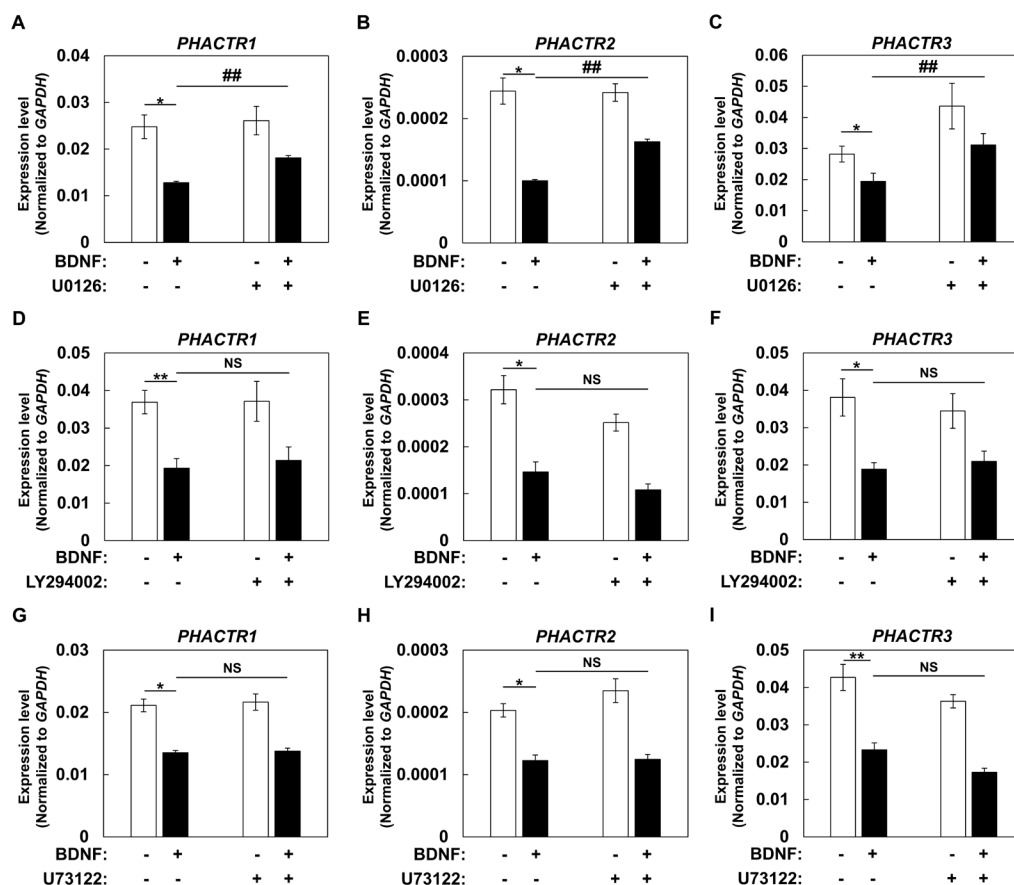 A
PHACTR1
Expression level
(Normalized to GAPDH)
0.04
0.03
0.02
0.01
0
*
##
BDNF: - + - +
U0126: - - + +
B
PHACTR2
Expression level
(Normalized to GAPDH)
0.0003
0.0002
0.0001
0
*
##
BDNF: - + - +
U0126: - - + +
C
PHACTR3
Expression level
(Normalized to GAPDH)
0.06
0.05
0.04
0.03
0.02
0.01
0
*
##
BDNF: - + - +
U0126: - - + +
D
PHACTR1
Expression level
(Normalized to GAPDH)
0.05
0.04
0.03
0.02
0.01
0
**
NS
BDNF: - + - +
LY294002: - - + +
E
PHACTR2
Expression level
(Normalized to GAPDH)
0.0004
0.0003
0.0002
0.0001
0
*
NS
BDNF: - + - +
LY294002: - - + +
F
PHACTR3
Expression level
(Normalized to GAPDH)
0.05
0.04
0.03
0.02
0.01
0
*
NS
BDNF: - + - +
LY294002: - - + +
G
PHACTR1
Expression level
(Normalized to GAPDH)
0.03
0.02
0.01
0
*
NS
BDNF: - + - +
U73122: - - + +
H
PHACTR2
Expression level
(Normalized to GAPDH)
0.0003
0.0002
0.0001
0
*
NS
BDNF: - + - +
U73122: - - + +
I
PHACTR3
Expression level
(Normalized to GAPDH)
0.05
0.04
0.03
0.02
0.01
0
**
NS
BDNF: - + - +
U73122: - - + +